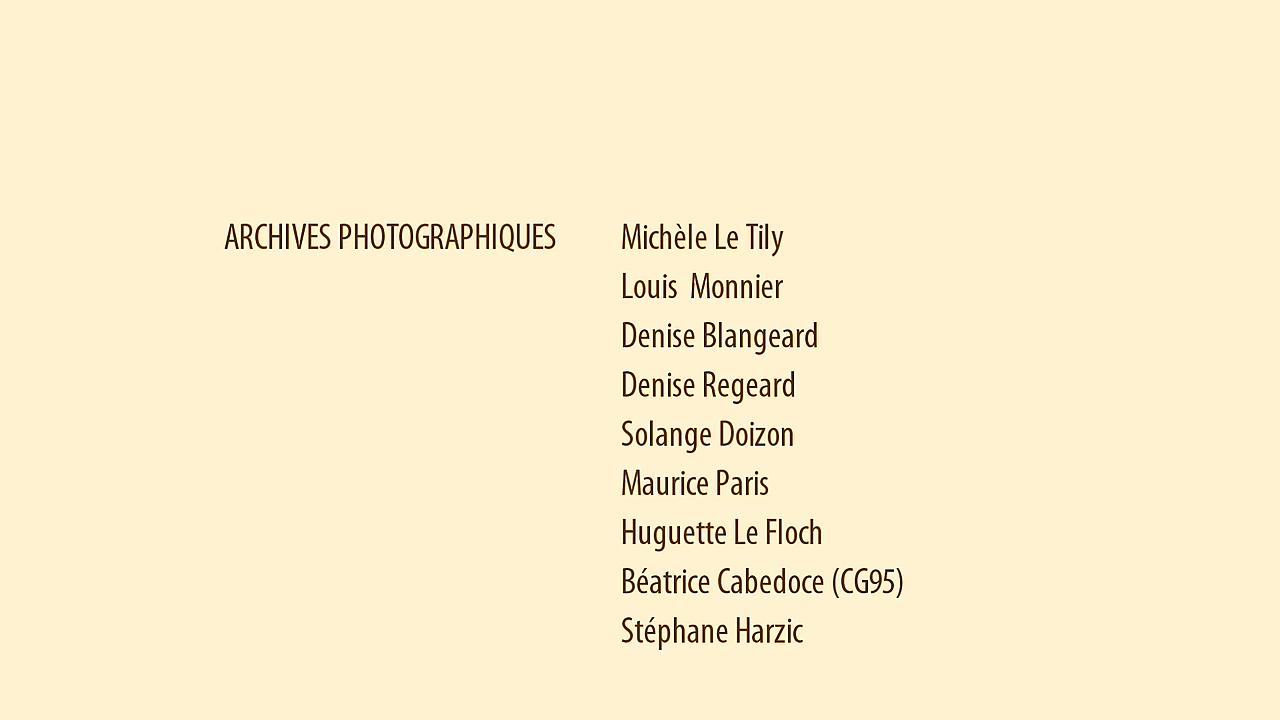 ARCHIVES PHOTOGRAPHIQUES Michèle Le Tily
Louis  Monnier
Denise Blangeard
Denise Regeard
Solange Doizon
Maurice Paris
Huguette Le Floch
Béatrice Cabedoce (CG95)
Stéphane Harzic